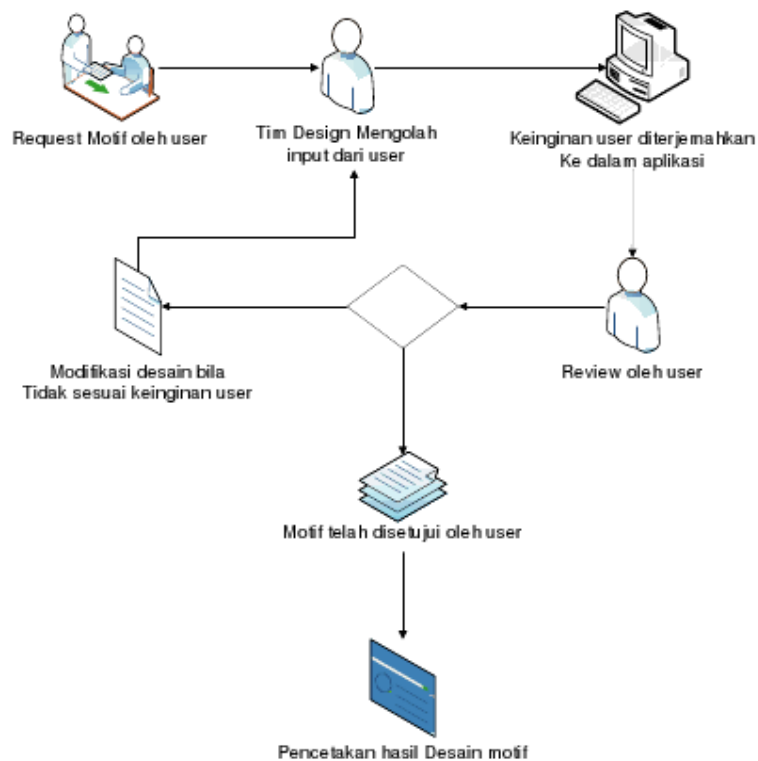 Request Motif oleh user
Tim Design Mengolah
input dari user
Keinginan user diterjemahkan
Ke dalam aplikasi
Modifikasi desain bila
Tidak sesuai keinginan user
Review oleh user
Motif telah disetujui oleh user
Pencetakan hasil Desain motif